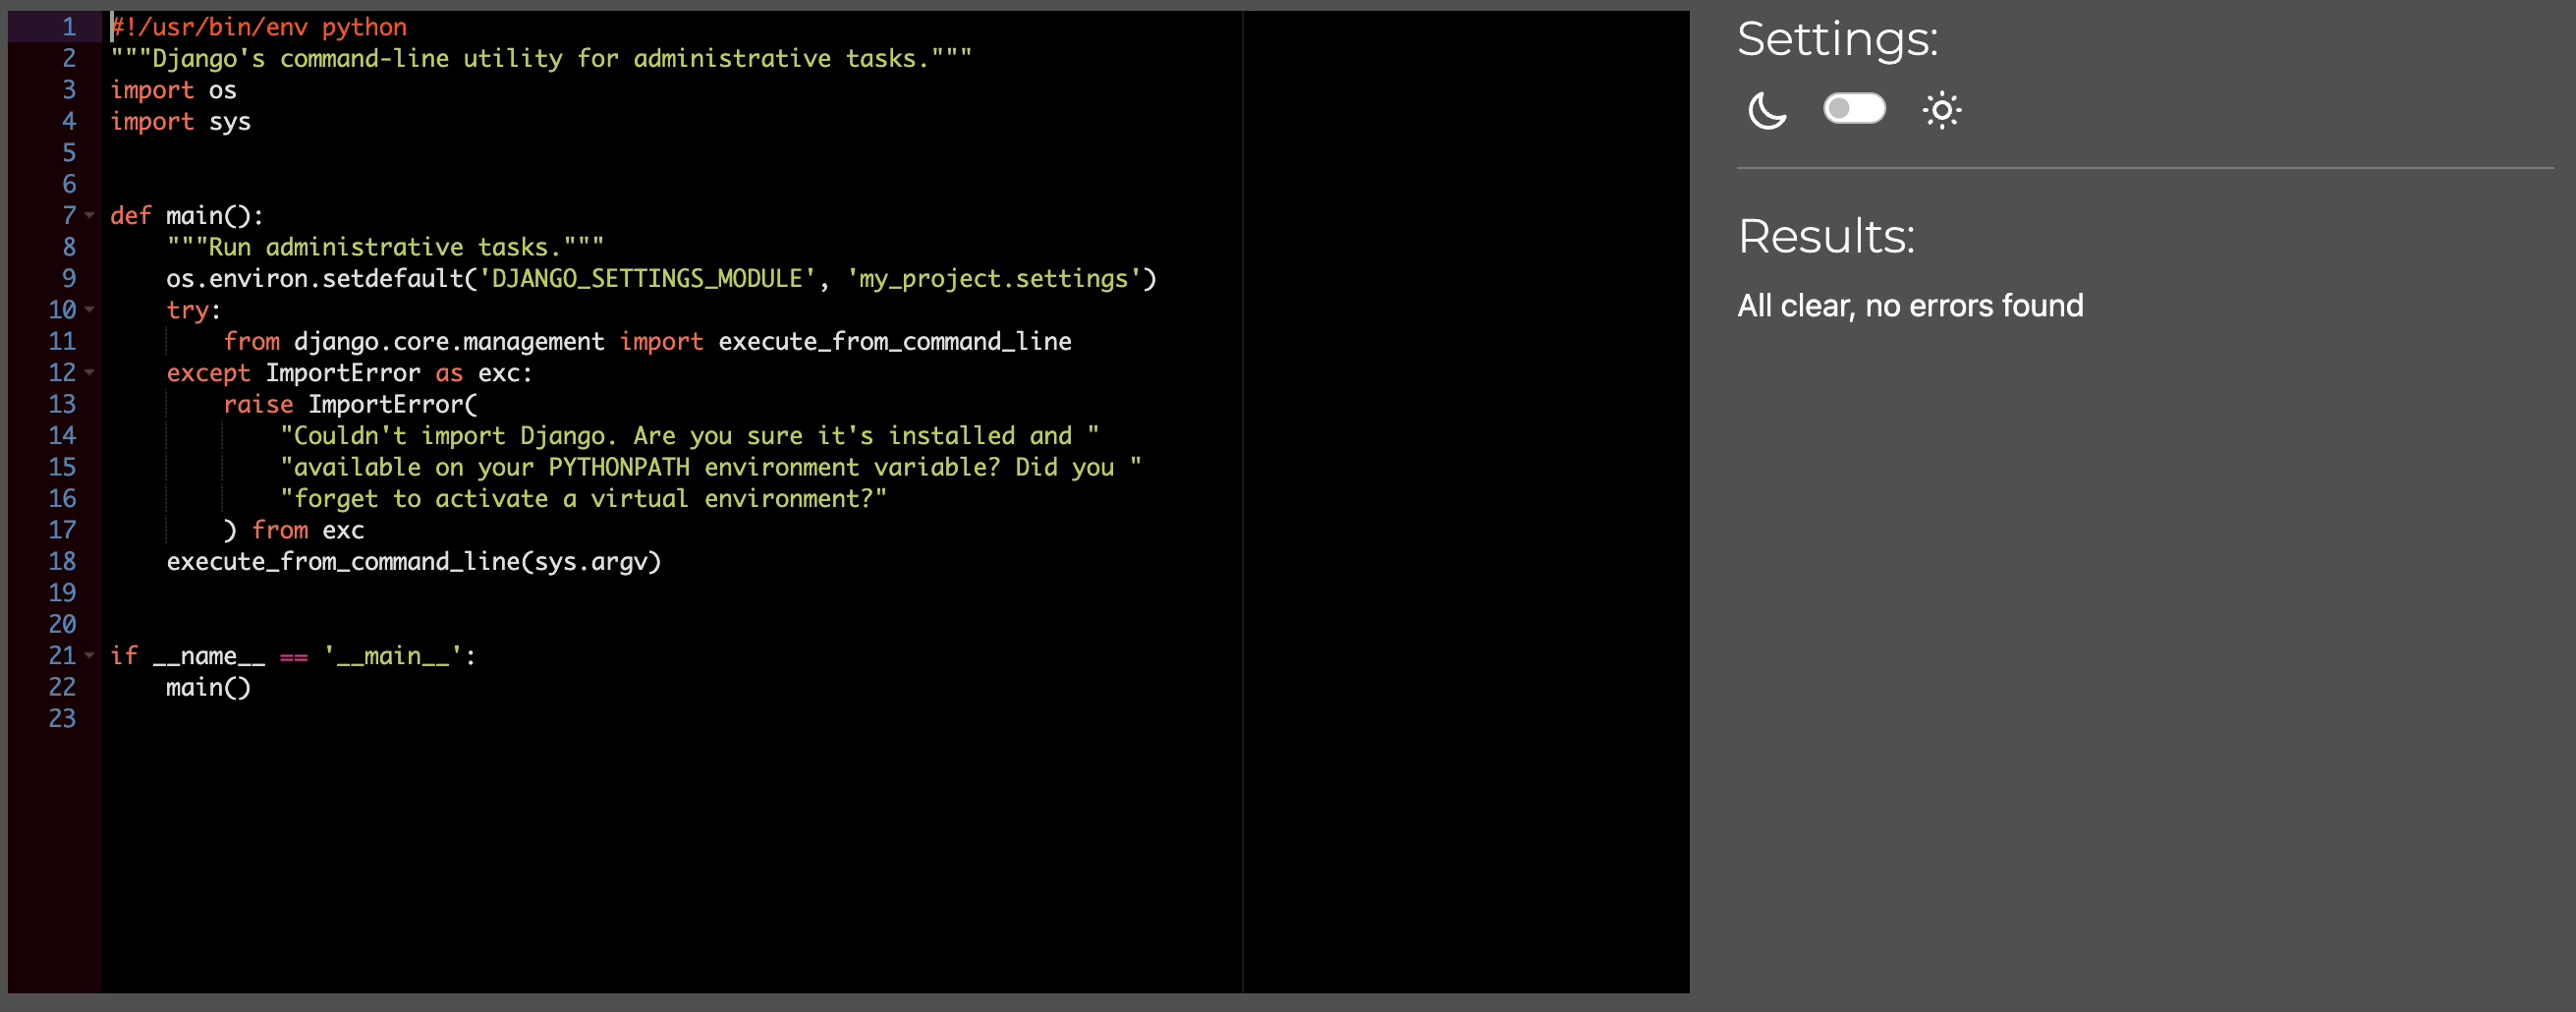 1 #!/usr/bin/env python
2 """Django's command-line utility for administrative tasks."""
3 import os
4 import sys
5
6
7 def main():
8     """Run administrative tasks."""
9     os.environ.setdefault('DJANGO_SETTINGS_MODULE', 'my_project.settings')
10     try:
11         from django.core.management import execute_from_command_line
12     except ImportError as exc:
13         raise ImportError(
14             "Couldn't import Django. Are you sure it's installed and "
15             "available on your PYTHONPATH environment variable? Did you "
16             "forget to activate a virtual environment?"
17         ) from exc
18     execute_from_command_line(sys.argv)
19
20
21 if __name__ == '__main__':
22     main()
23
Settings:
Results:
All clear, no errors found